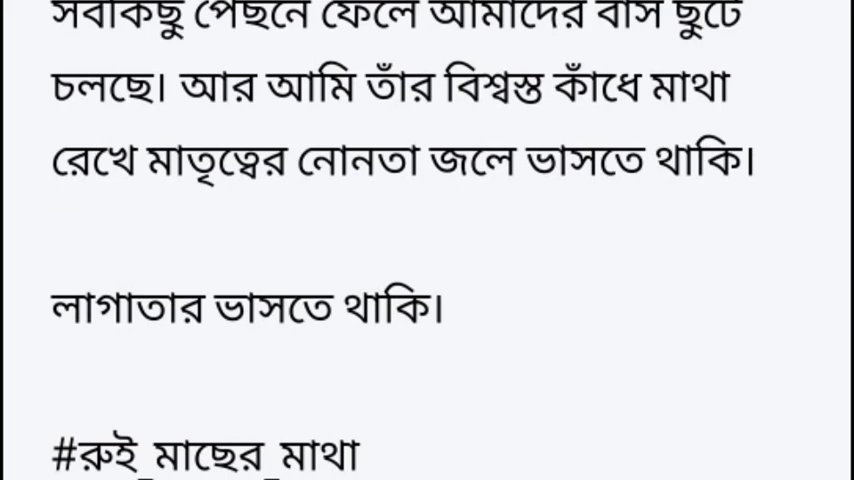 সবকিছু পেছনে ফেলে আমাদের বাস ছুটে
চলছে। আর আমি তাঁর বিশ্বস্ত কাঁধে মাথা
রেখে মাতৃত্বের নোনতা জলে ভাসতে থাকি।
লাগাতার ভাসতে থাকি।
#রুই_মাছের_মাথা